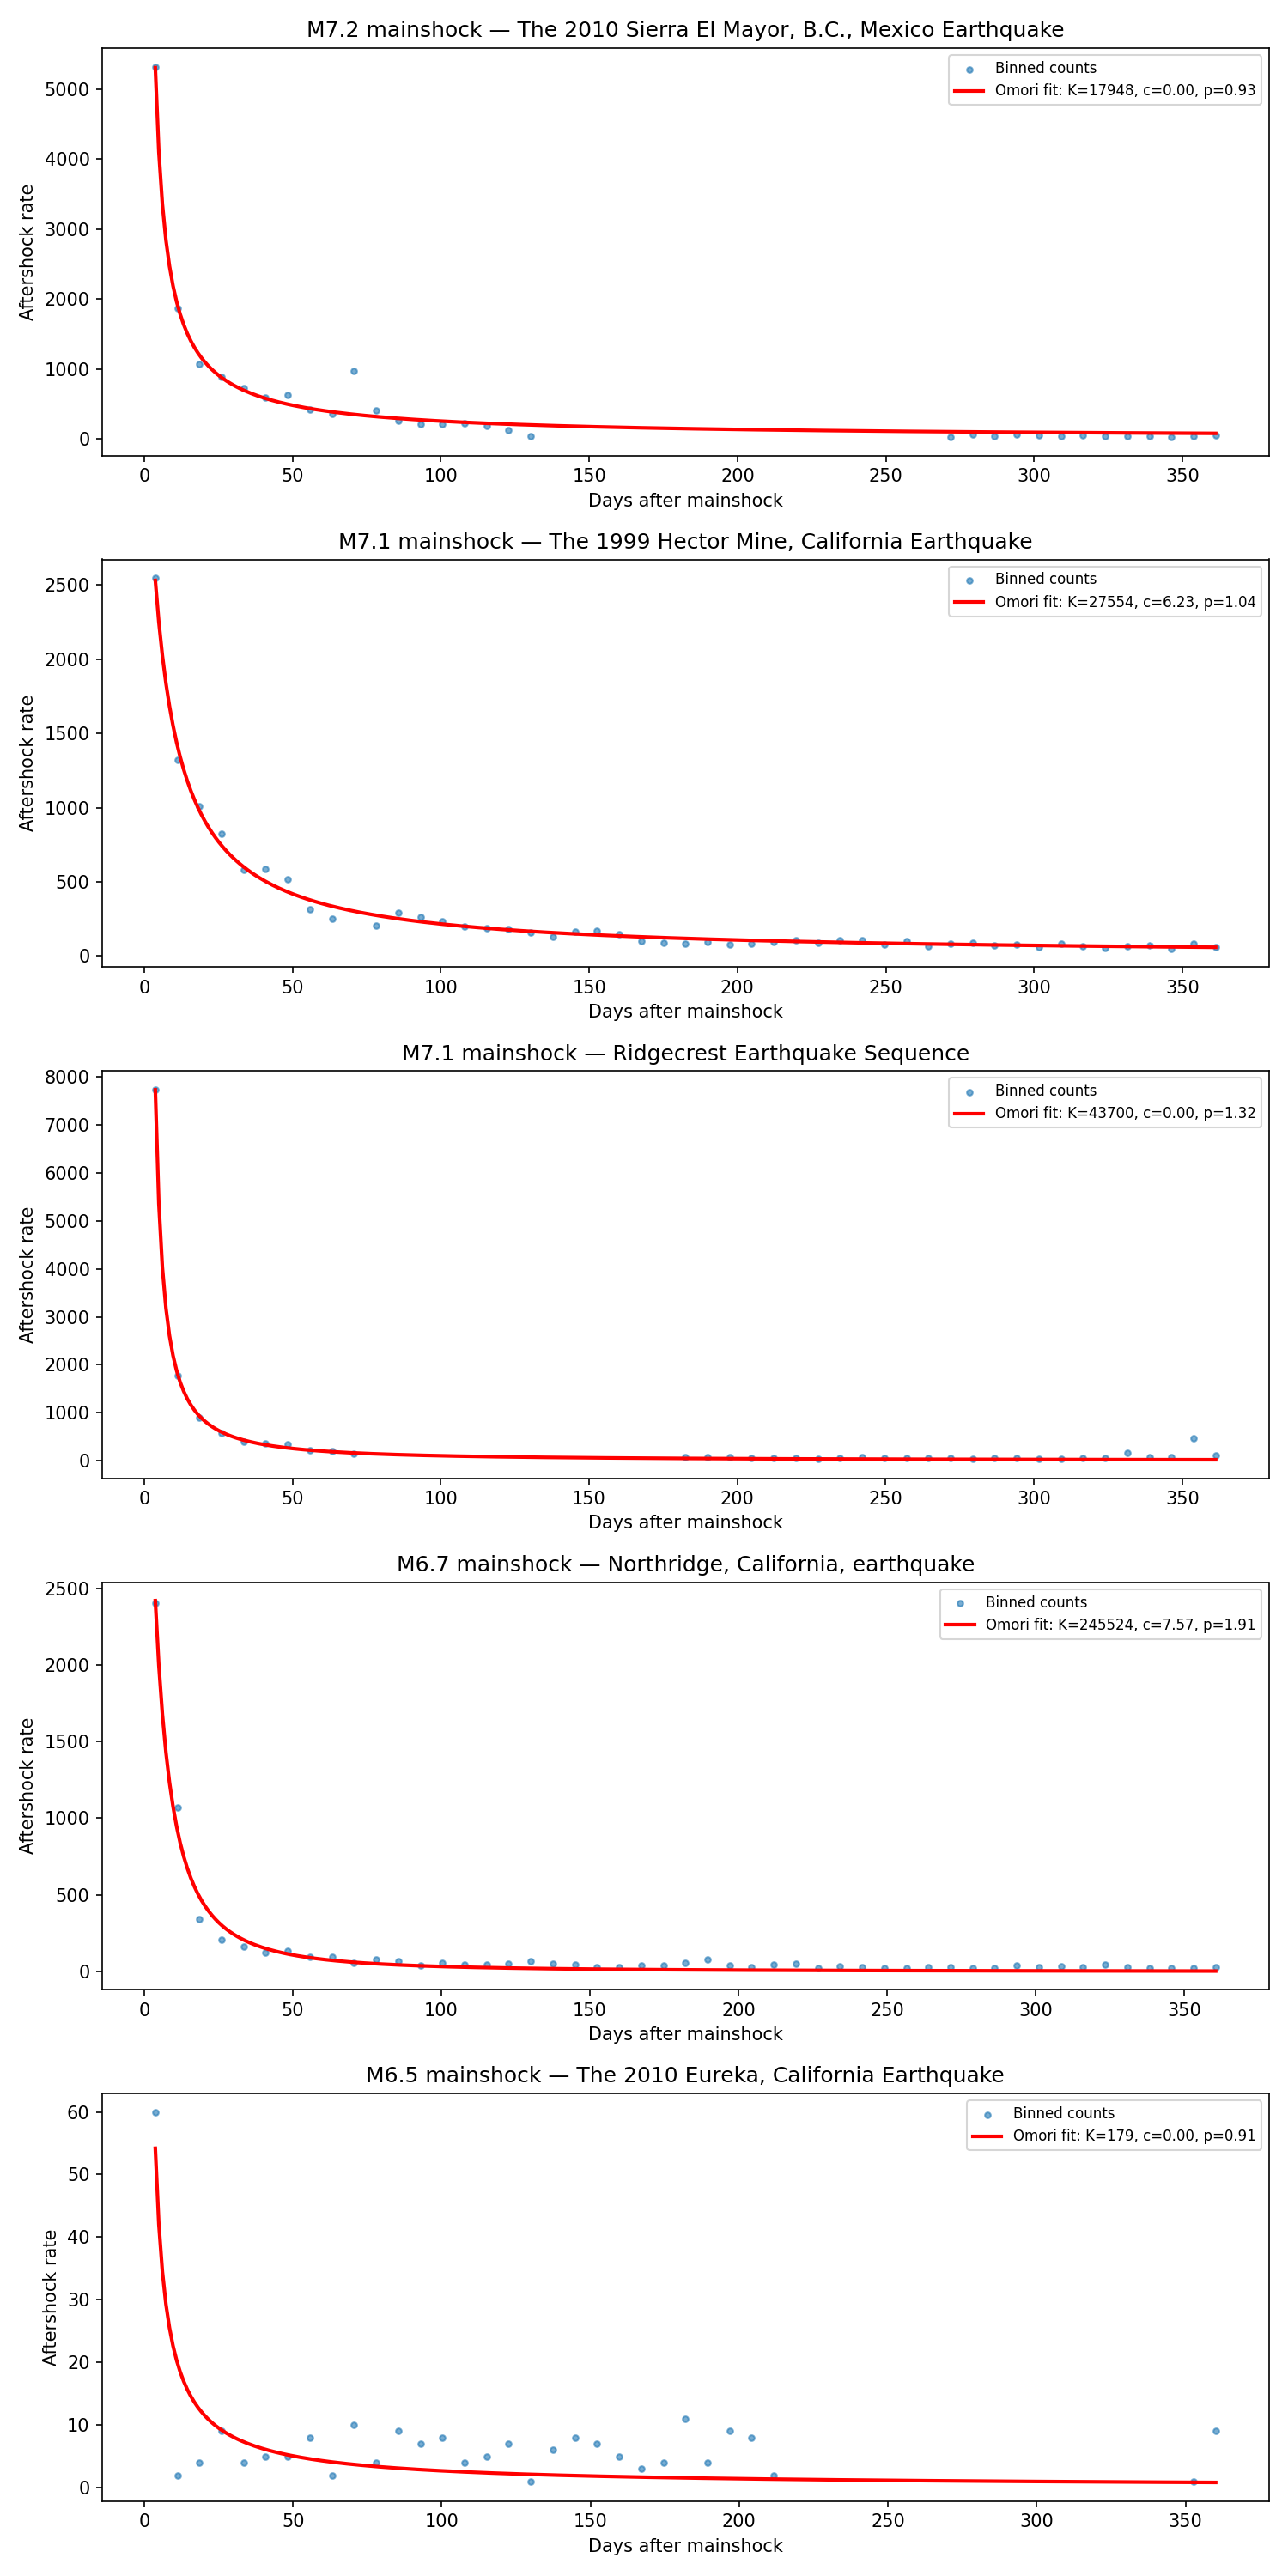 M7.2 mainshock — The 2010 Sierra El Mayor, B.C., Mexico Earthquake
Aftershock rate
5000
4000
3000
2000
1000
0
Binned counts
Omori fit: K=17948, c=0.00, p=0.93
0 50 100 150 200 250 300 350
Days after mainshock
M7.1 mainshock — The 1999 Hector Mine, California Earthquake
Aftershock rate
2500
2000
1500
1000
500
0
Binned counts
Omori fit: K=27554, c=6.23, p=1.04
0 50 100 150 200 250 300 350
Days after mainshock
M7.1 mainshock — Ridgecrest Earthquake Sequence
Aftershock rate
8000
7000
6000
5000
4000
3000
2000
1000
0
Binned counts
Omori fit: K=43700, c=0.00, p=1.32
0 50 100 150 200 250 300 350
Days after mainshock
M6.7 mainshock — Northridge, California, earthquake
Aftershock rate
2500
2000
1500
1000
500
0
Binned counts
Omori fit: K=245524, c=7.57, p=1.91
0 50 100 150 200 250 300 350
Days after mainshock
M6.5 mainshock — The 2010 Eureka, California Earthquake
Aftershock rate
60
50
40
30
20
10
0
Binned counts
Omori fit: K=179, c=0.00, p=0.91
0 50 100 150 200 250 300 350
Days after mainshock